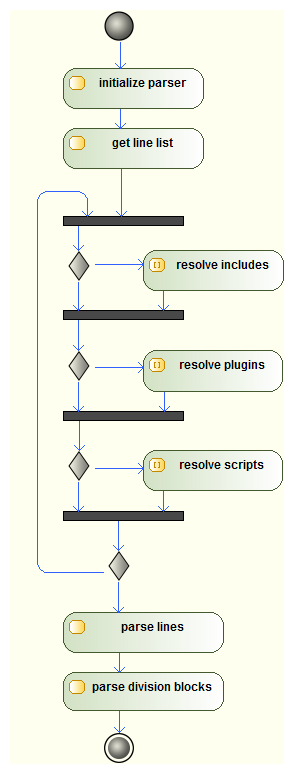 initialize parser
get line list
resolve includes
resolve plugins
resolve scripts
parse lines
parse division blocks